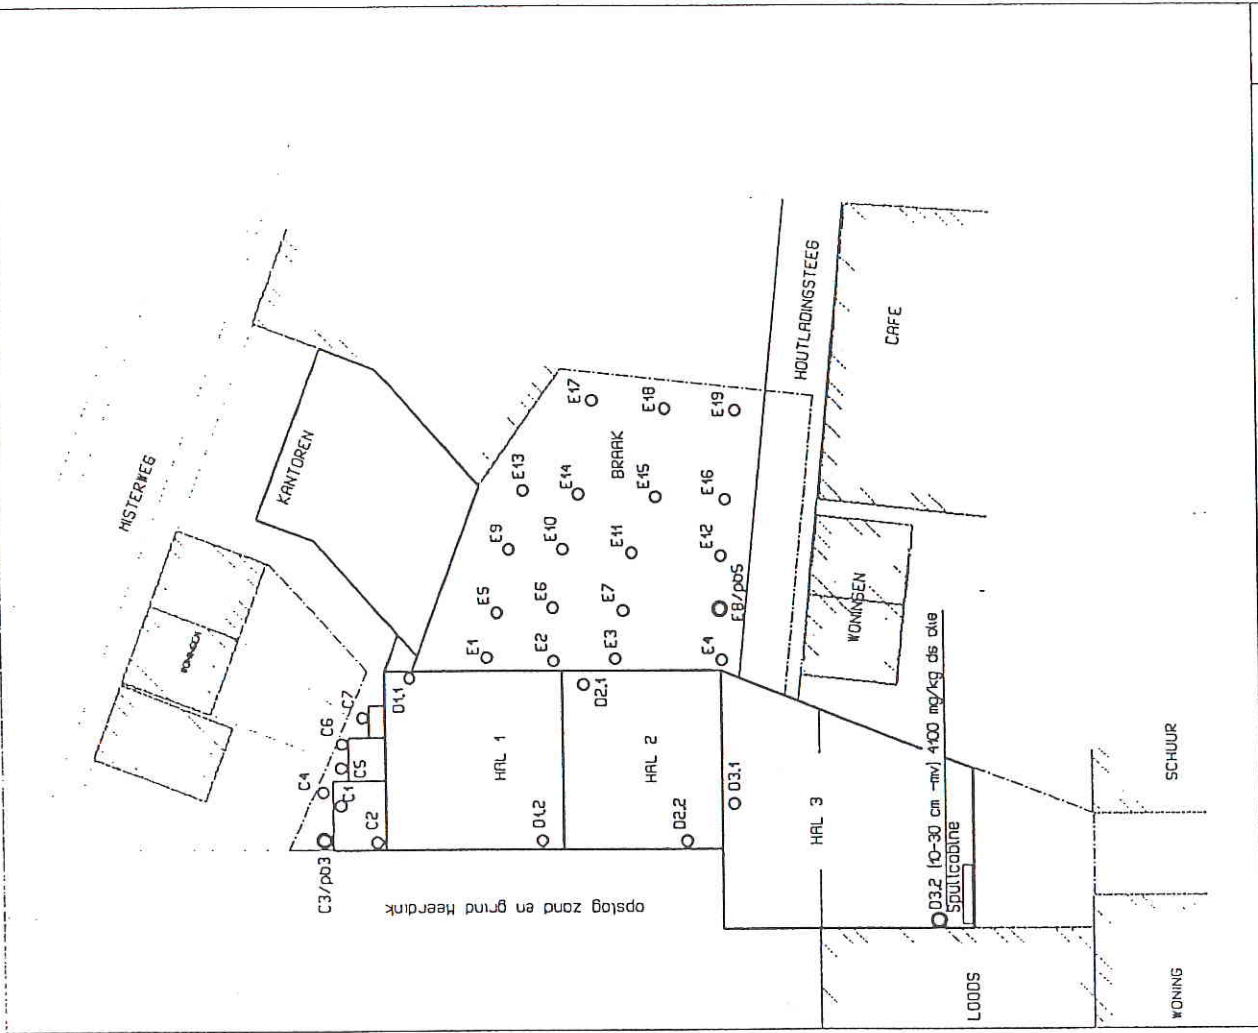 MISTERWEG
KANTOREN
C7
C6
C5
C4
C1
C2
C3/pb3
D1.1
HAL 1
D1.2
D2.1
HAL 2
D2.2
D3.1
HAL 3
D3.2 (10-30 cm -mv) 4100 mg/kg ds olie
Spuitcabine
opslag zand en grind Meerdink
E1
E2
E3
E4
E5
E6
E7
E8/pb5
E9
E10
E11
E12
E13
E14
E15
E16
BRAAK
E17
E18
E19
HOUTLADINGSTEEG
CAFE
WONINGEN
SCHUUR
LOODS
WONING